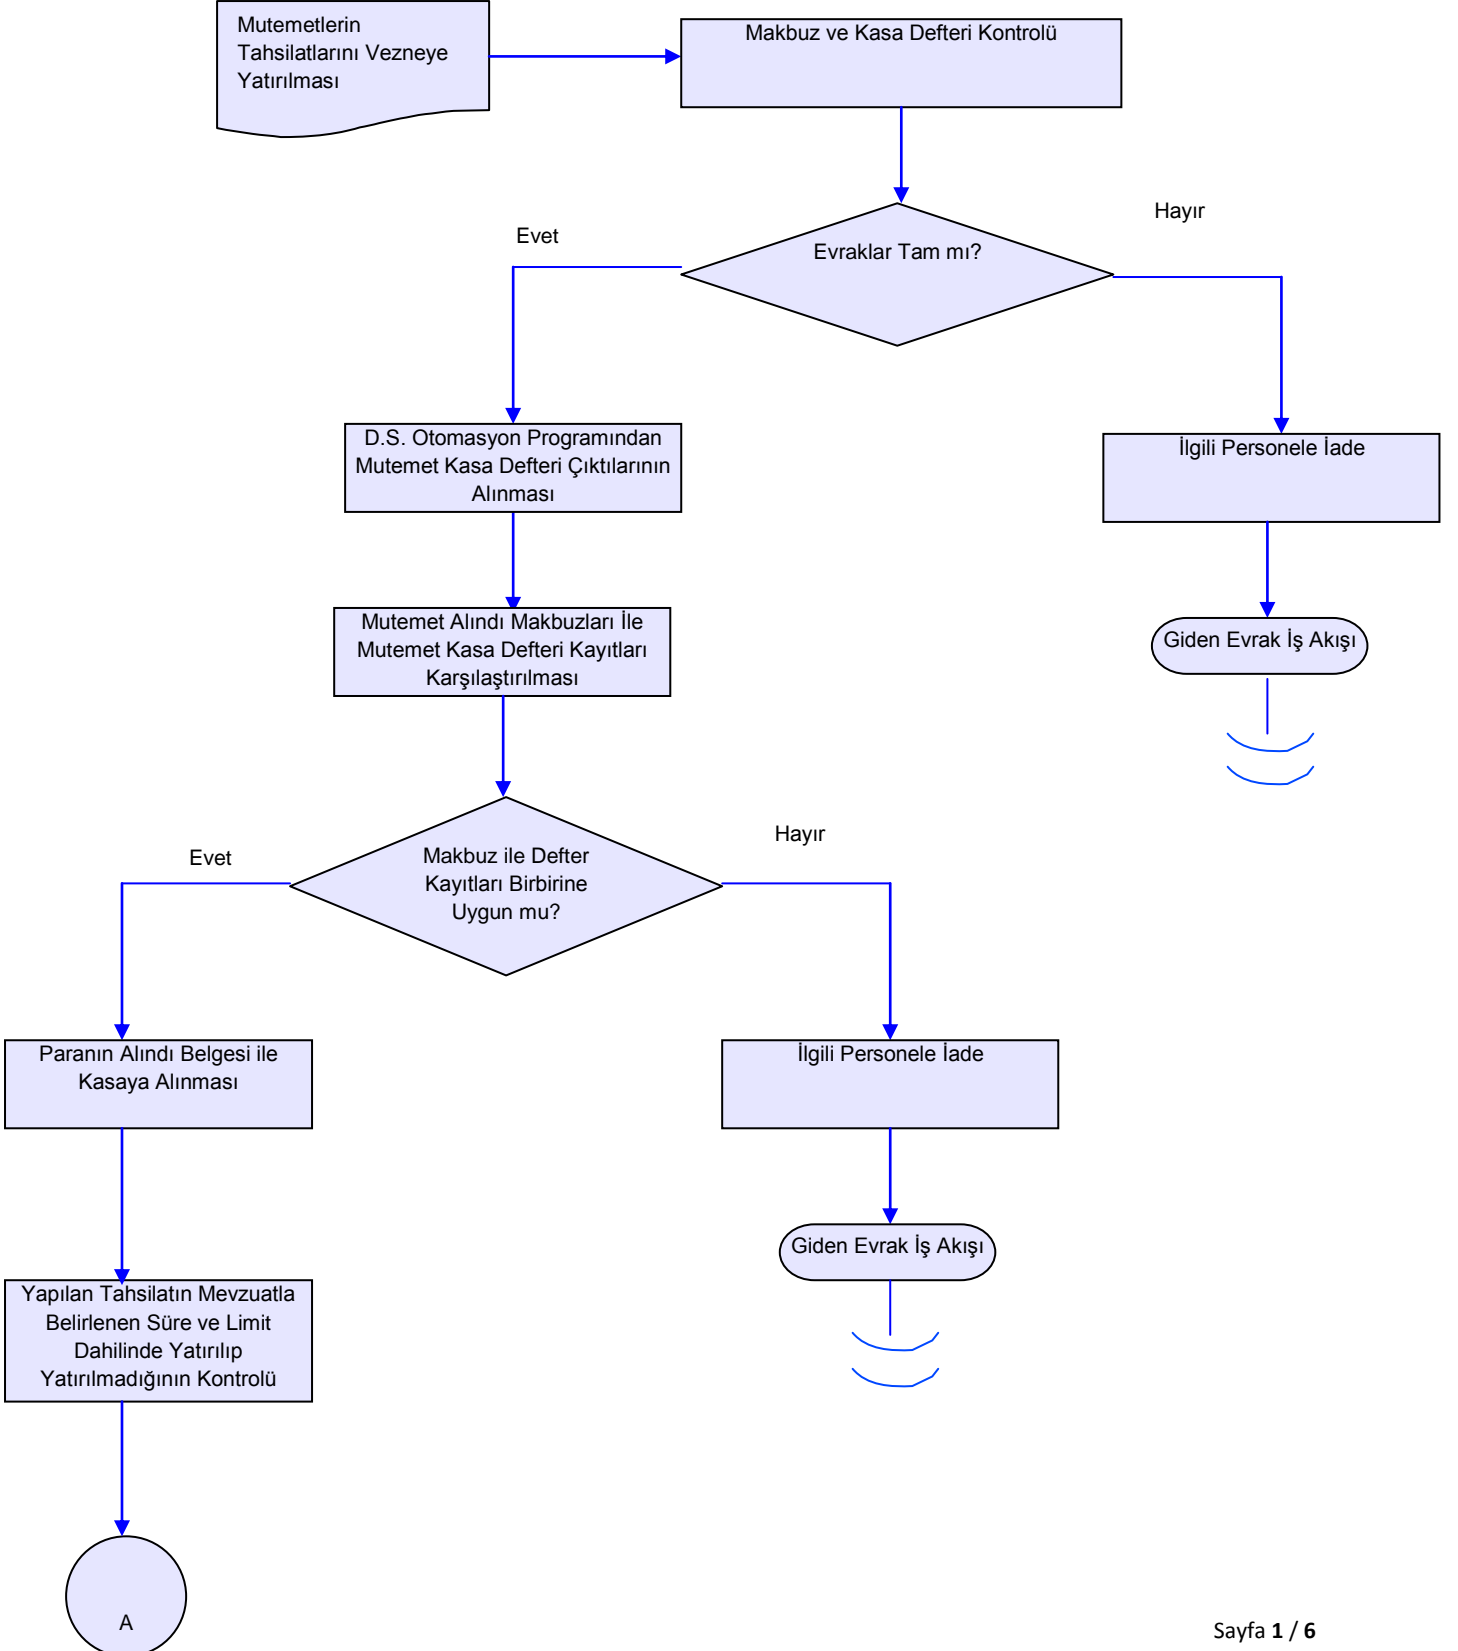 Mutemetlerin
Tahsilatlarını Vezneye
Yatırılması
Makbuz ve Kasa Defteri Kontrolü
Hayır
Evet
Evraklar Tam mı?
D.S. Otomasyon Programından
Mutemet Kasa Defteri Çıktılarının
Alınması
İlgili Personele İade
Mutemet Alındı Makbuzları İle
Mutemet Kasa Defteri Kayıtları
Karşılaştırılması
Giden Evrak İş Akışı
Hayır
Evet
Makbuz ile Defter
Kayıtları Birbirine
Uygun mu?
Paranın Alındı Belgesi ile
Kasaya Alınması
İlgili Personele İade
Giden Evrak İş Akışı
Yapılan Tahsilatın Mevzuatla
Belirlenen Süre ve Limit
Dahilinde Yatırılıp
Yatırılmadığının Kontrolü
A
Sayfa 1 / 6